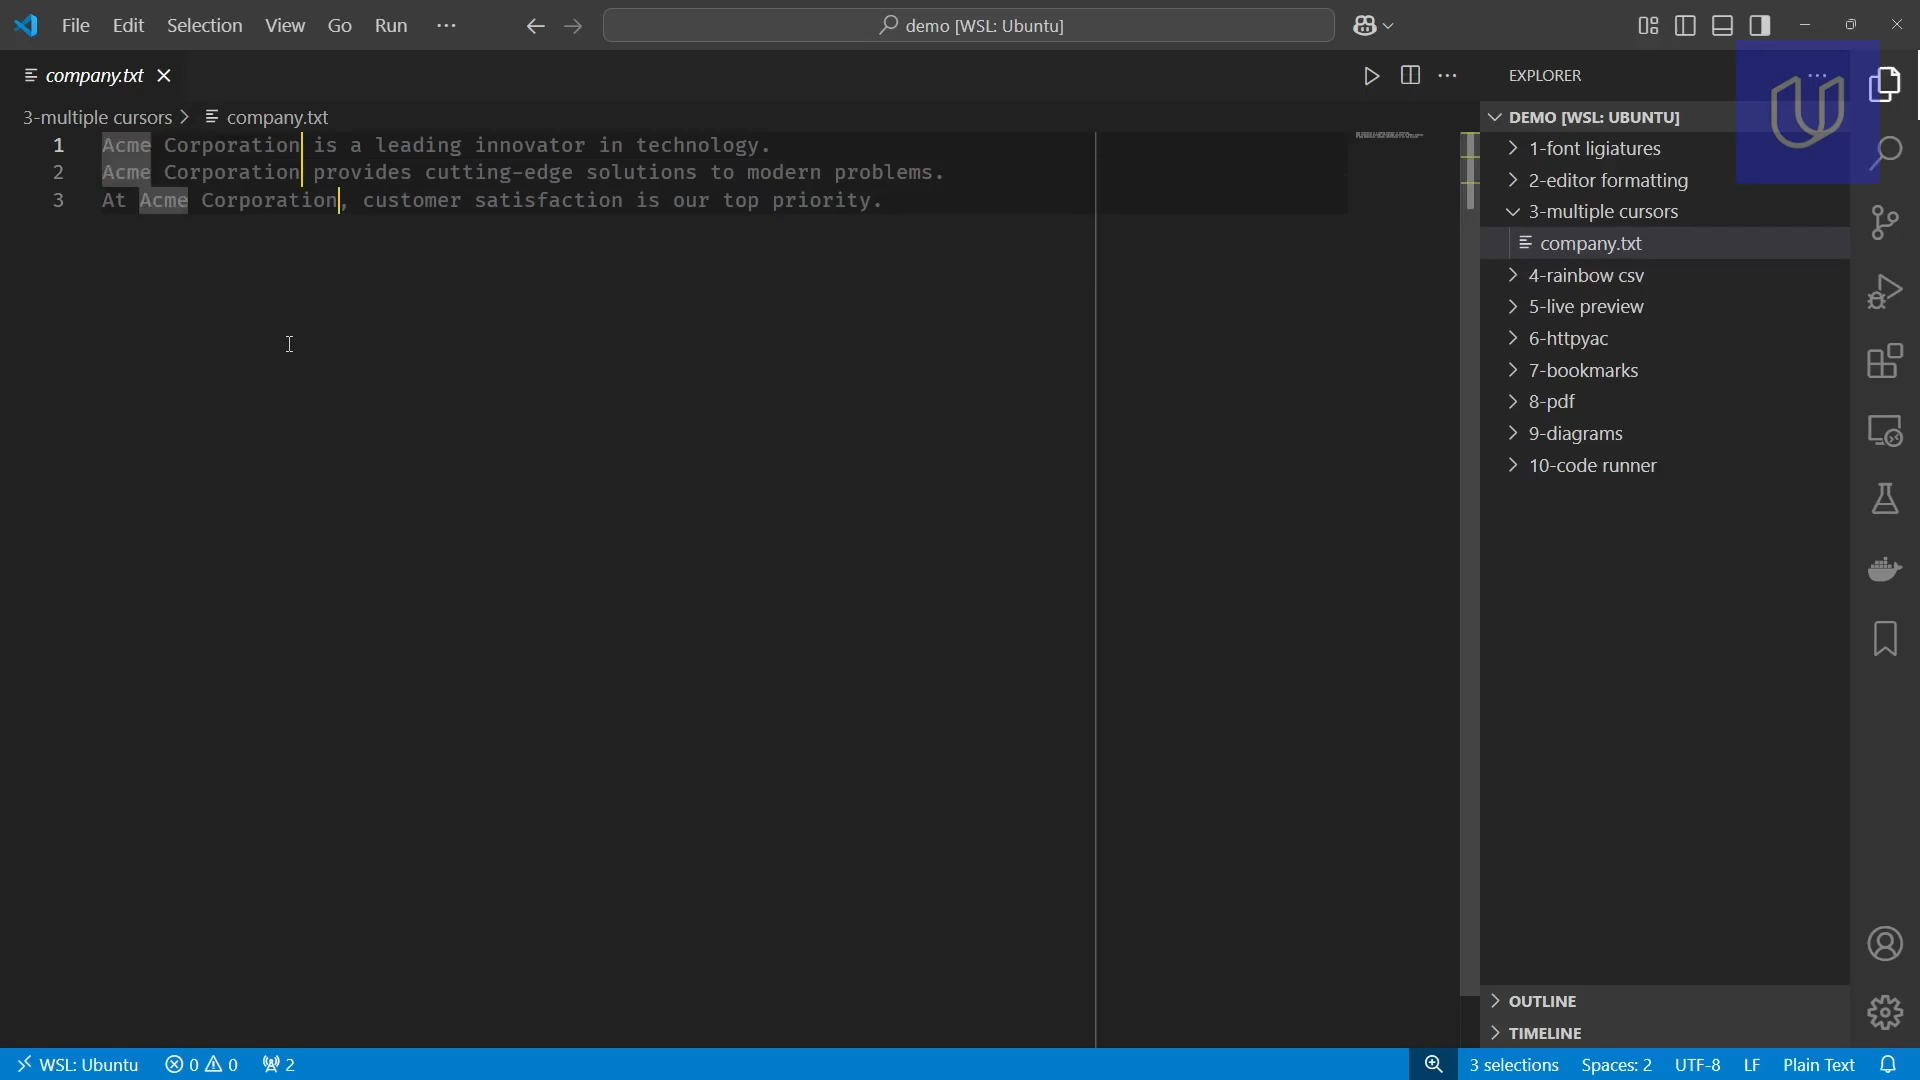 File Edit Selection View Go Run ··· demo [WSL: Ubuntu]
company.txt
EXPLORER
3-multiple cursors > company.txt
DEMO [WSL: UBUNTU]
1 Acme Corporation is a leading innovator in technology.
2 Acme Corporation provides cutting-edge solutions to modern problems.
3 At Acme Corporation, customer satisfaction is our top priority.
1-font ligiatures
2-editor formatting
3-multiple cursors
company.txt
4-rainbow csv
5-live preview
6-httpyac
7-bookmarks
8-pdf
9-diagrams
10-code runner
OUTLINE
TIMELINE
WSL: Ubuntu 0 0 2 3 selections Spaces: 2 UTF-8 LF Plain Text